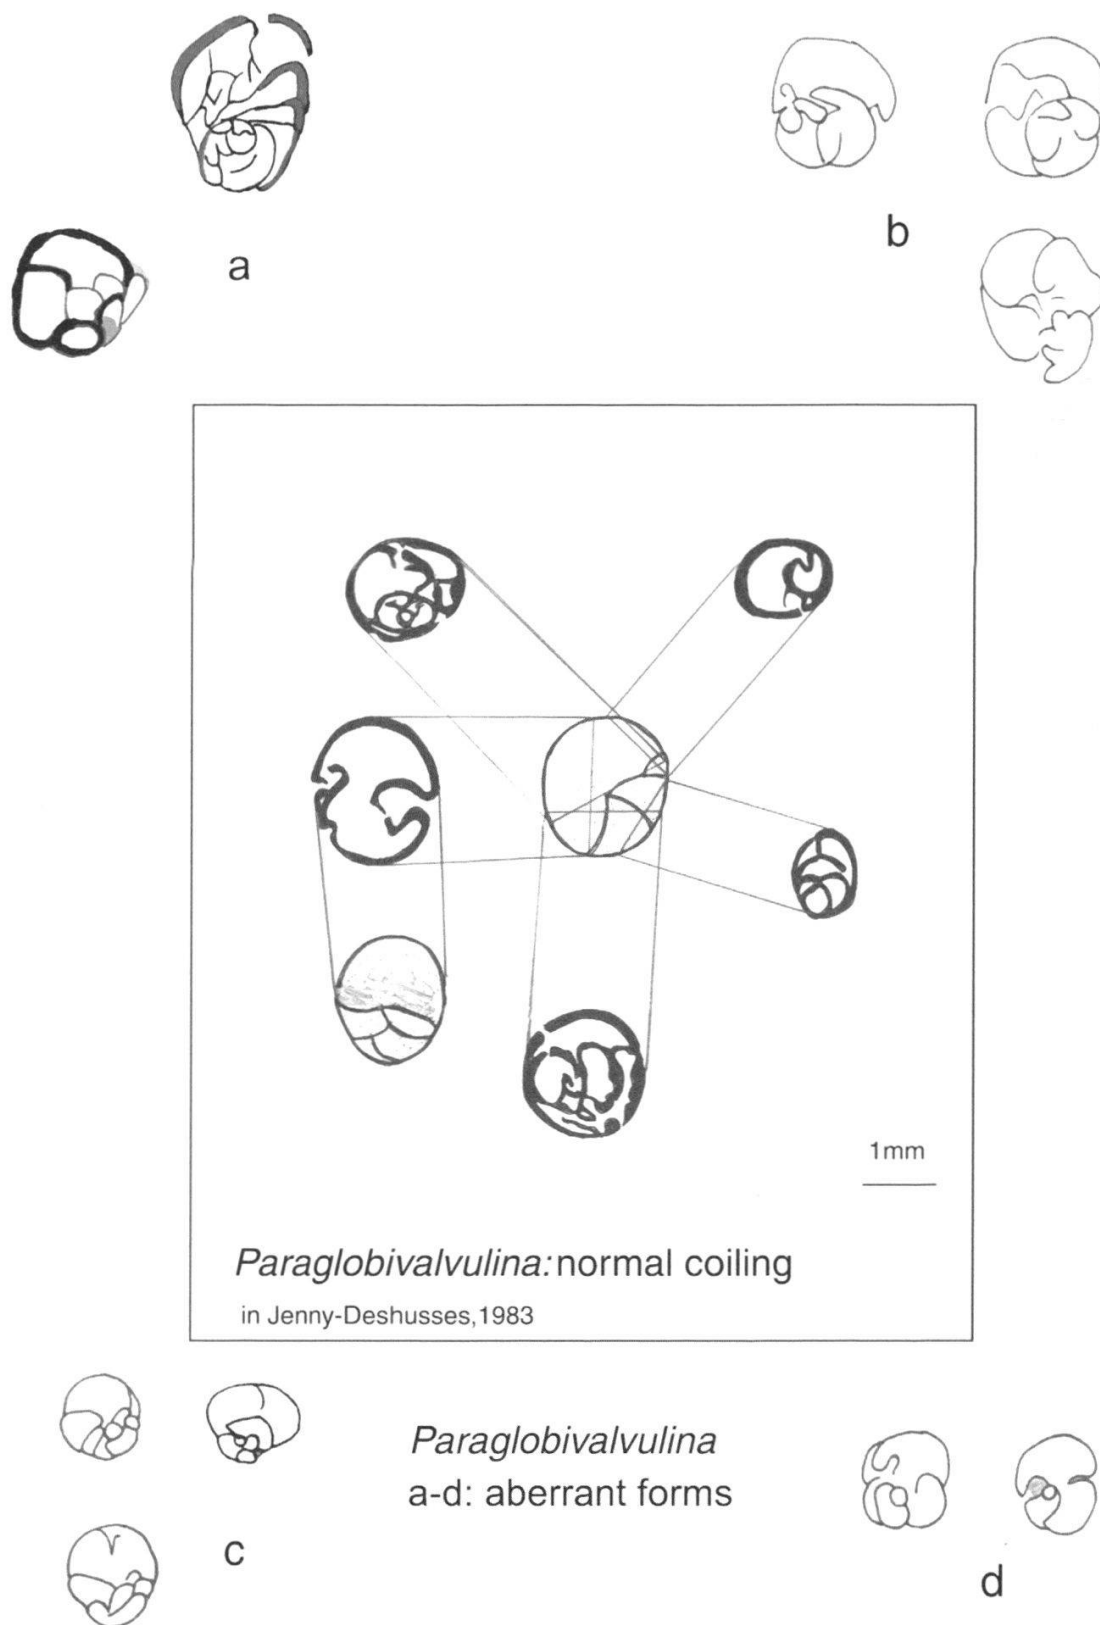 a
b
1mm
Paraglobivalvulina: normal coiling
in Jenny-Deshusses,1983
Paraglobivalvulina
a-d: aberrant forms
c
d